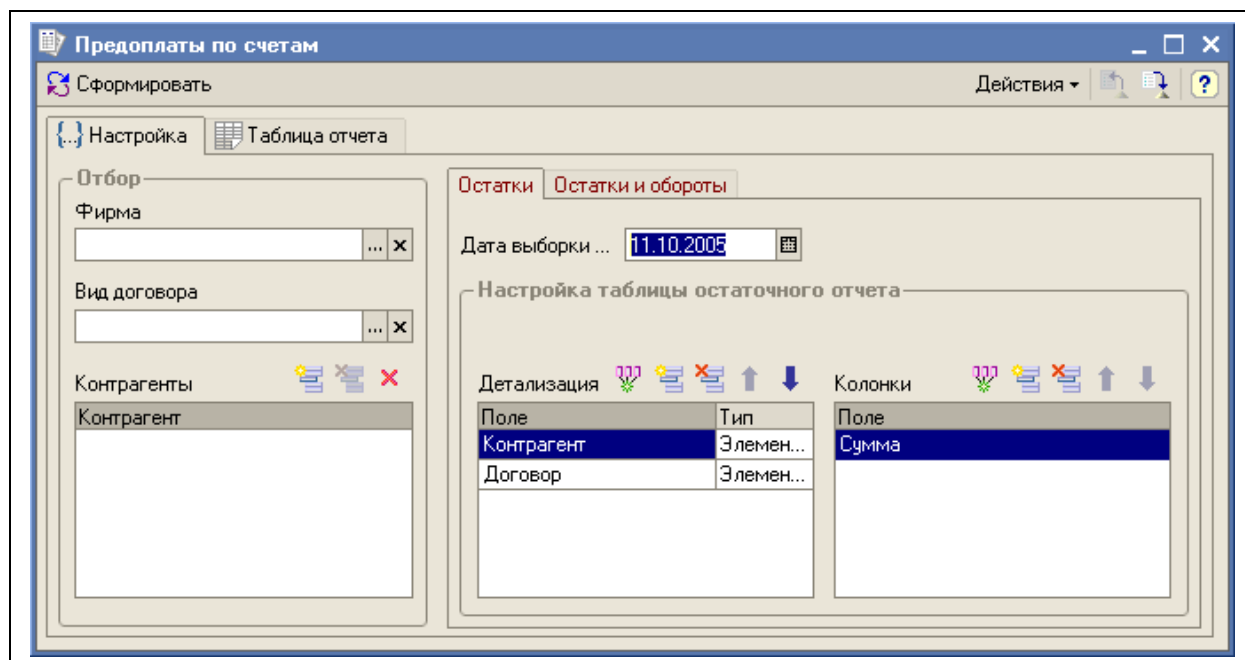 Предоплаты по счетам
Сформировать
Действия
?
{...} Настройка
Таблица отчета
Отбор
Фирма
... x
Вид договора
... x
Контрагенты
Контрагент
Остатки
Остатки и обороты
Дата выборки ... 11.10.2005
Настройка таблицы остаточного отчета
Детализация
Поле Тип
Контрагент Элемен...
Договор Элемен...
Колонки
Поле
Сумма